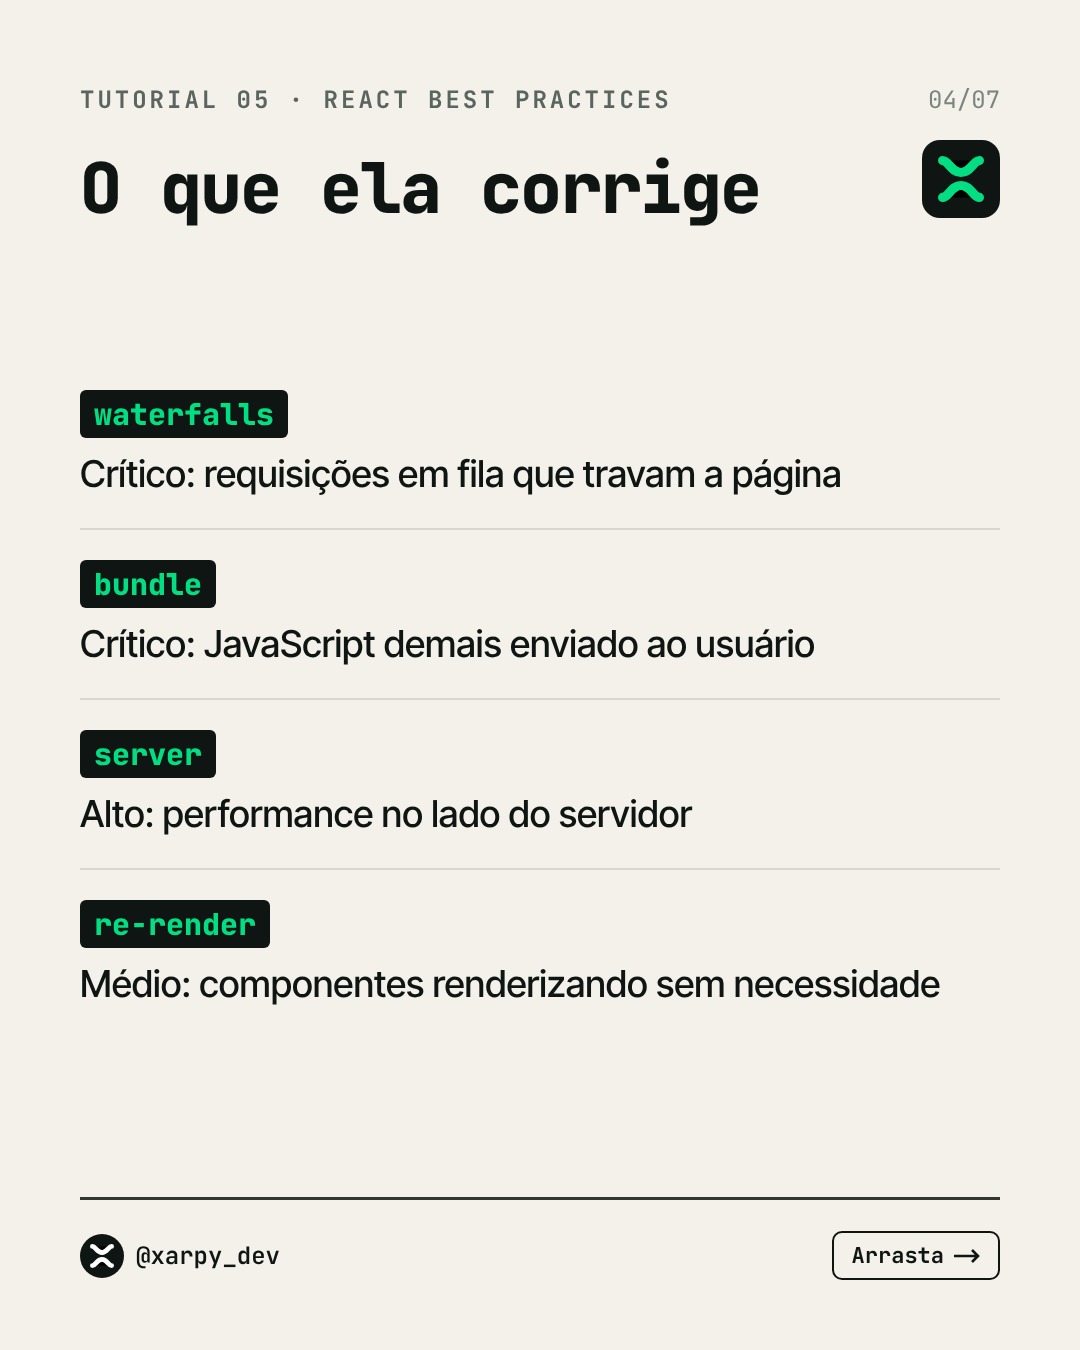 TUTORIAL 05 · REACT BEST PRACTICES
04/07
O que ela corrige
waterfalls
Crítico: requisições em fila que travam a página
bundle
Crítico: JavaScript demais enviado ao usuário
server
Alto: performance no lado do servidor
re-render
Médio: componentes renderizando sem necessidade
@xarpy_dev
Arrasta →